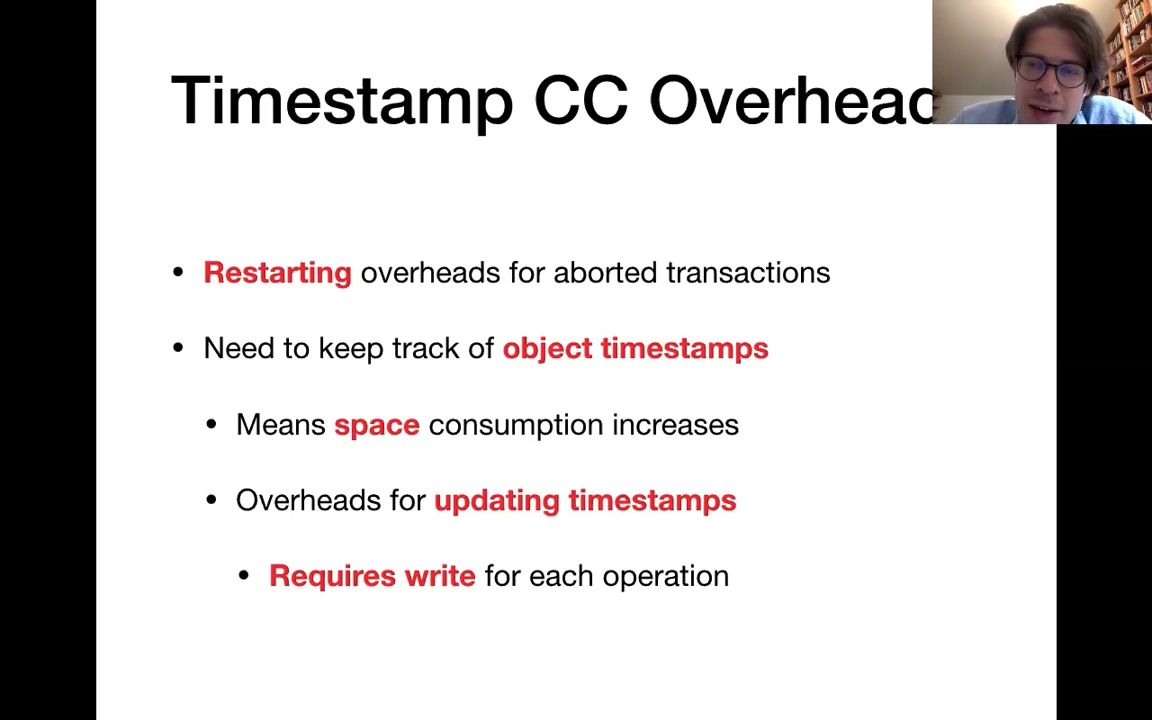 Timestamp CC Overhead
• Restarting overheads for aborted transactions
• Need to keep track of object timestamps
• Means space consumption increases
• Overheads for updating timestamps
• Requires write for each operation